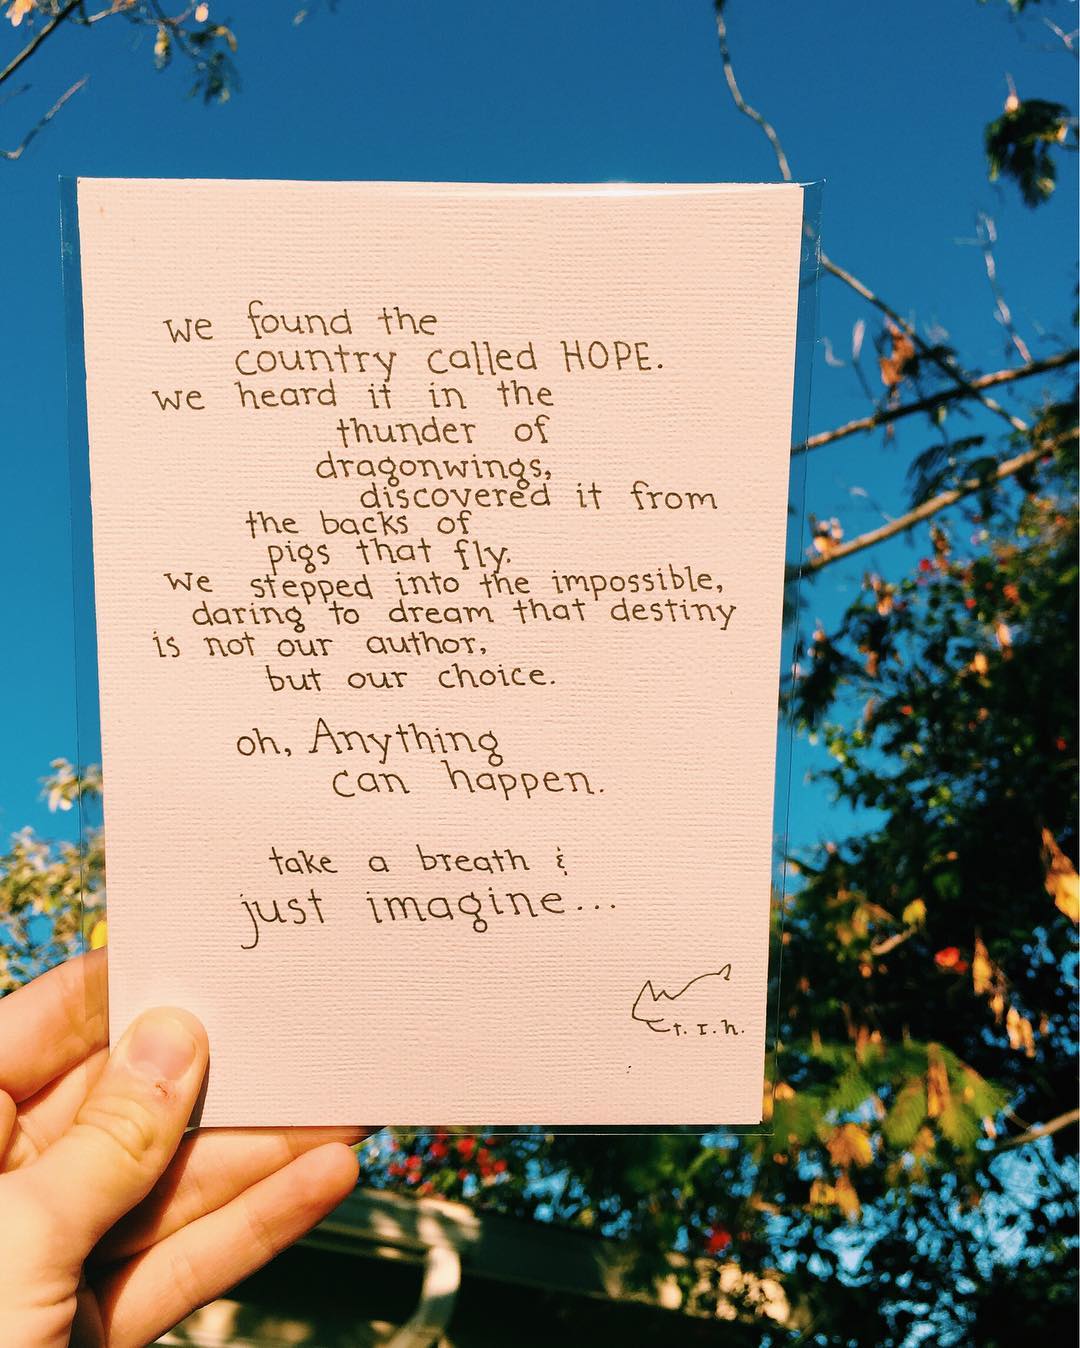 we found the
country called HOPE.
we heard it in the
thunder of
dragonwings,
discovered it from
the backs of
pigs that fly.
we stepped into the impossible,
daring to dream that destiny
is not our author,
but our choice.
oh, Anything
can happen.
take a breath &
just imagine...
t. r. h.